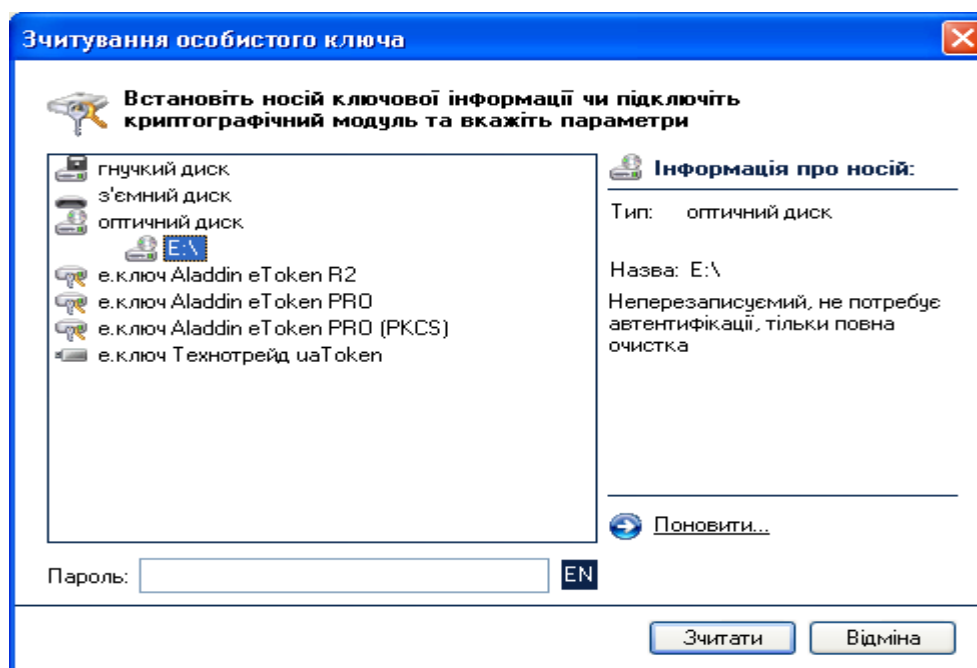 Зчитування особистого ключа
Встановіть носій ключової інформації чи підключіть
криптографічний модуль та вкажіть параметри
гнучкий диск
з'ємний диск
оптичний диск
E:\
е.ключ Aladdin eToken R2
е.ключ Aladdin eToken PRO
е.ключ Aladdin eToken PRO (PKCS)
е.ключ Технотрейд uaToken
Інформація про носій:
Тип: оптичний диск
Назва: E:\
Неперезаписуємий, не потребує
автентифікації, тільки повна
очистка
Поновити...
Пароль:
EN
Зчитати
Відміна